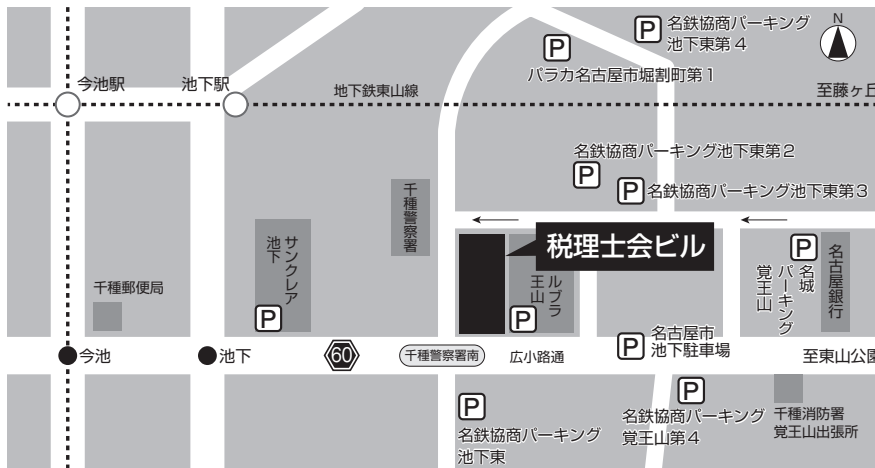 名鉄協商パーキング
池下東第4
P
P
パラカ名古屋市堀割町第1
N
今池駅
池下駅
地下鉄東山線
至藤ヶ丘
名鉄協商パーキング池下東第2
P
P
名鉄協商パーキング池下東第3
千種警察署
サンクレア
池下
P
税理士会ビル
ルブラ
王山
P
P
名城
パーキング
覚王山
名古屋銀行
千種郵便局
今池
池下
60
千種警察署南
広小路通
P
名古屋市
池下駐車場
至東山公園
P
名鉄協商パーキング
池下東
P
名鉄協商パーキング
覚王山第4
千種消防署
覚王山出張所